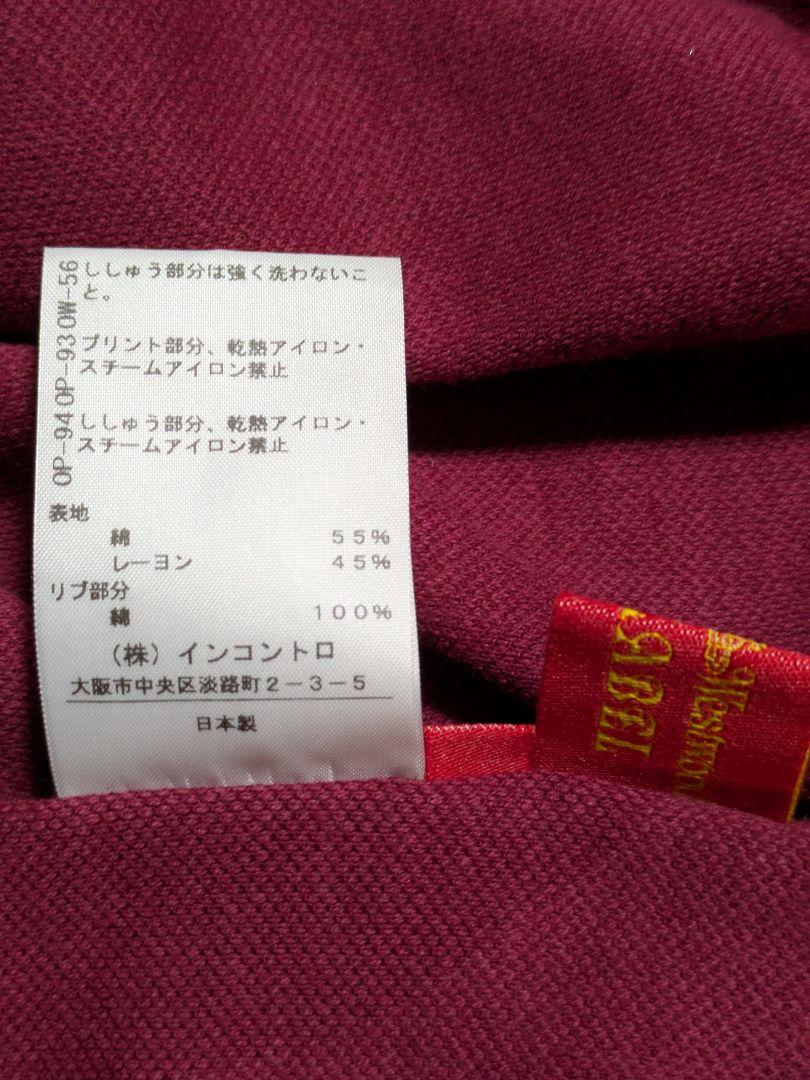 ししゅう部分は強く洗わないこ
と。
プリント部分、乾熱アイロン・
スチームアイロン禁止
ししゅう部分、乾熱アイロン・
スチームアイロン禁止
OP-940P-930W-56
表地
綿 55%
レーヨン 45%
リブ部分
綿 100%
(株)インコントロ
大阪市中央区淡路町2-3-5
日本製